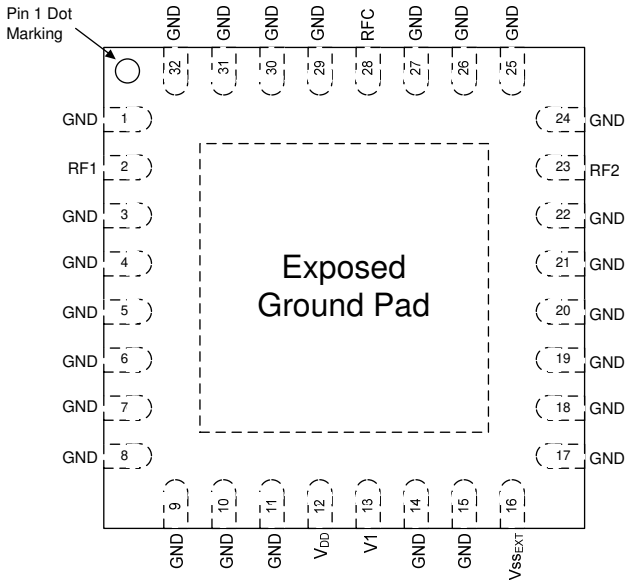 Pin 1 Dot
Marking
GND
GND
GND
GND
RFC
GND
GND
GND
32
31
30
29
28
27
26
25
GND 1
24 GND
RF1 2
23 RF2
GND 3
22 GND
GND 4
21 GND
GND 5
20 GND
GND 6
19 GND
GND 7
18 GND
GND 8
17 GND
Exposed
Ground Pad
9
10
11
12
13
14
15
16
GND
GND
GND
VDD
V1
GND
GND
VssEXT